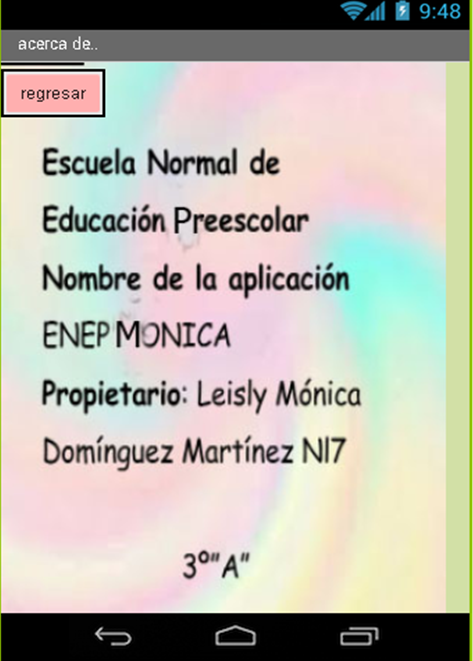 9:48
acerca de..
regresar
Escuela Normal de
Educación Preescolar
Nombre de la aplicación
ENEP MONICA
Propietario: Leisly Mónica
Domínguez Martínez Nl7
3º"A"